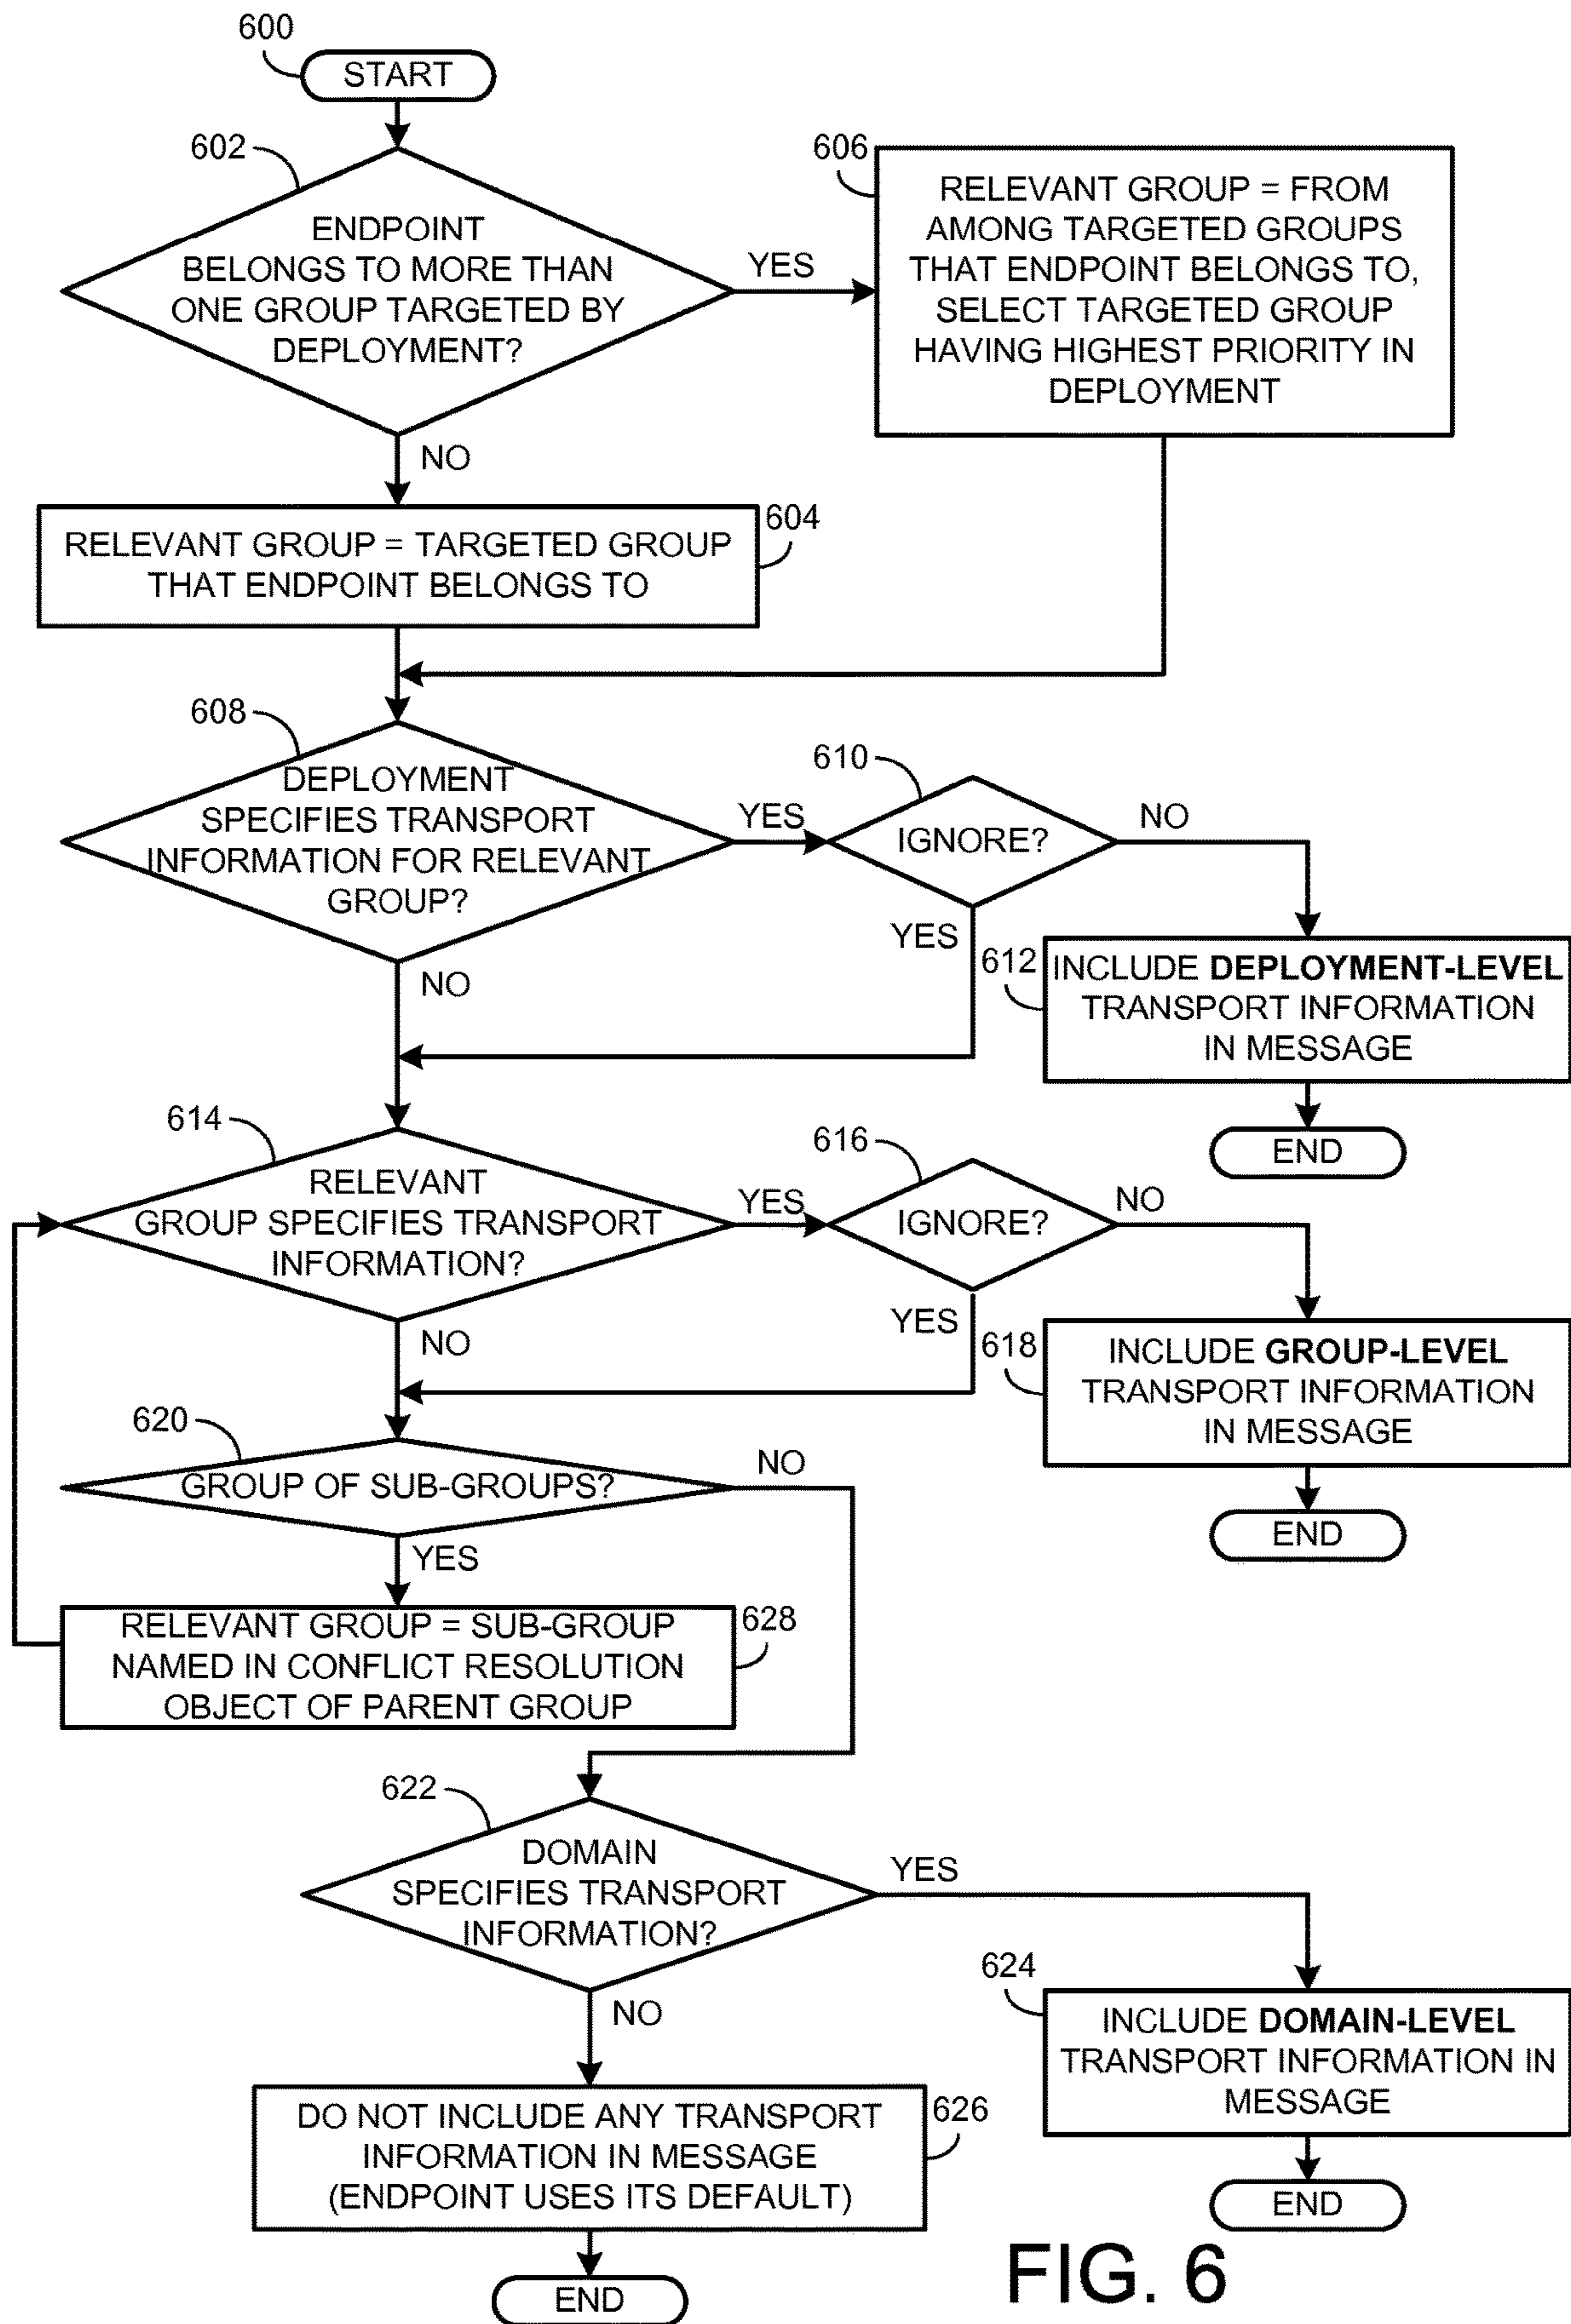 600
START
602
ENDPOINT
BELONGS TO MORE THAN
ONE GROUP TARGETED BY
DEPLOYMENT?
YES
606
RELEVANT GROUP = FROM
AMONG TARGETED GROUPS
THAT ENDPOINT BELONGS TO,
SELECT TARGETED GROUP
HAVING HIGHEST PRIORITY IN
DEPLOYMENT
NO
604
RELEVANT GROUP = TARGETED GROUP
THAT ENDPOINT BELONGS TO
608
DEPLOYMENT
SPECIFIES TRANSPORT
INFORMATION FOR RELEVANT
GROUP?
YES
610
IGNORE?
NO
YES
NO
612
INCLUDE DEPLOYMENT-LEVEL
TRANSPORT INFORMATION
IN MESSAGE
END
614
RELEVANT
GROUP SPECIFIES TRANSPORT
INFORMATION?
YES
616
IGNORE?
NO
YES
NO
618
INCLUDE GROUP-LEVEL
TRANSPORT INFORMATION
IN MESSAGE
END
620
GROUP OF SUB-GROUPS?
NO
YES
RELEVANT GROUP = SUB-GROUP
NAMED IN CONFLICT RESOLUTION
OBJECT OF PARENT GROUP
628
622
DOMAIN
SPECIFIES TRANSPORT
INFORMATION?
YES
NO
624
INCLUDE DOMAIN-LEVEL
TRANSPORT INFORMATION IN
MESSAGE
END
DO NOT INCLUDE ANY TRANSPORT
INFORMATION IN MESSAGE
(ENDPOINT USES ITS DEFAULT)
626
END
FIG. 6